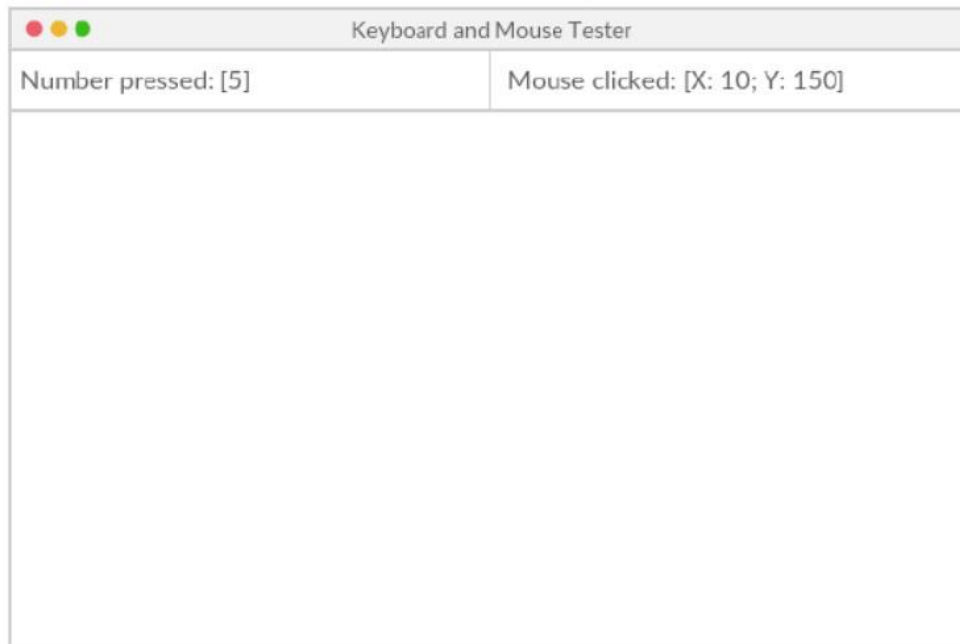 Keyboard and Mouse Tester
Number pressed: [5]
Mouse clicked: [X: 10; Y: 150]